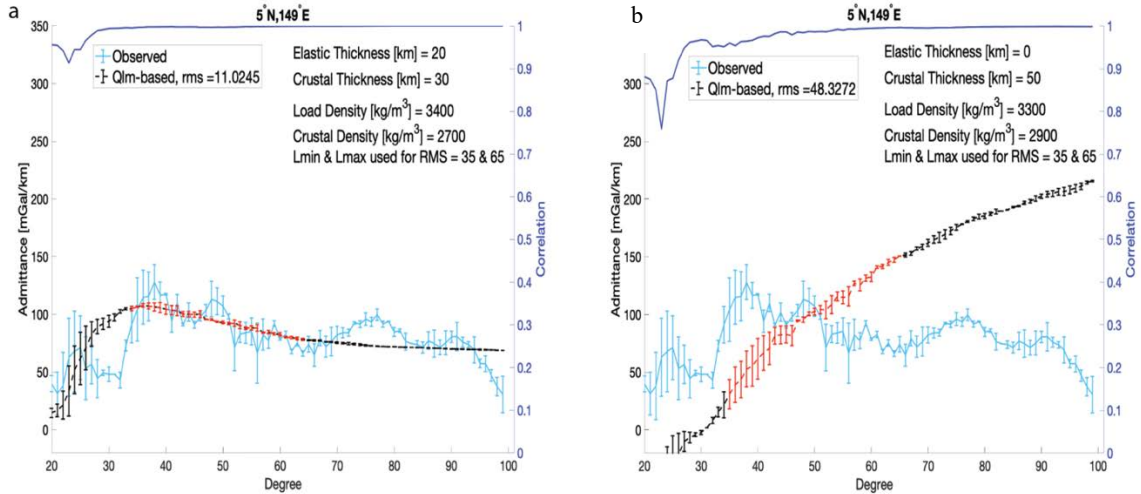 a
5°N,149°E
Observed
Qlm-based, rms =11.0245
Elastic Thickness [km] = 20
Crustal Thickness [km] = 30
Load Density [kg/m³] = 3400
Crustal Density [kg/m³] = 2700
Lmin & Lmax used for RMS = 35 & 65
Admittance [mGal/km]
350
300
250
200
150
100
50
0
1
0.9
0.8
0.7
0.6
0.5
0.4
0.3
0.2
0.1
0
Correlation
20 30 40 50 60 70 80 90 100
Degree
b
5°N,149°E
Observed
Qlm-based, rms =48.3272
Elastic Thickness [km] = 0
Crustal Thickness [km] = 50
Load Density [kg/m³] = 3300
Crustal Density [kg/m³] = 2900
Lmin & Lmax used for RMS = 35 & 65
Admittance [mGal/km]
300
250
200
150
100
50
0
1
0.9
0.8
0.7
0.6
0.5
0.4
0.3
0.2
0.1
0
Correlation
20 30 40 50 60 70 80 90 100
Degree